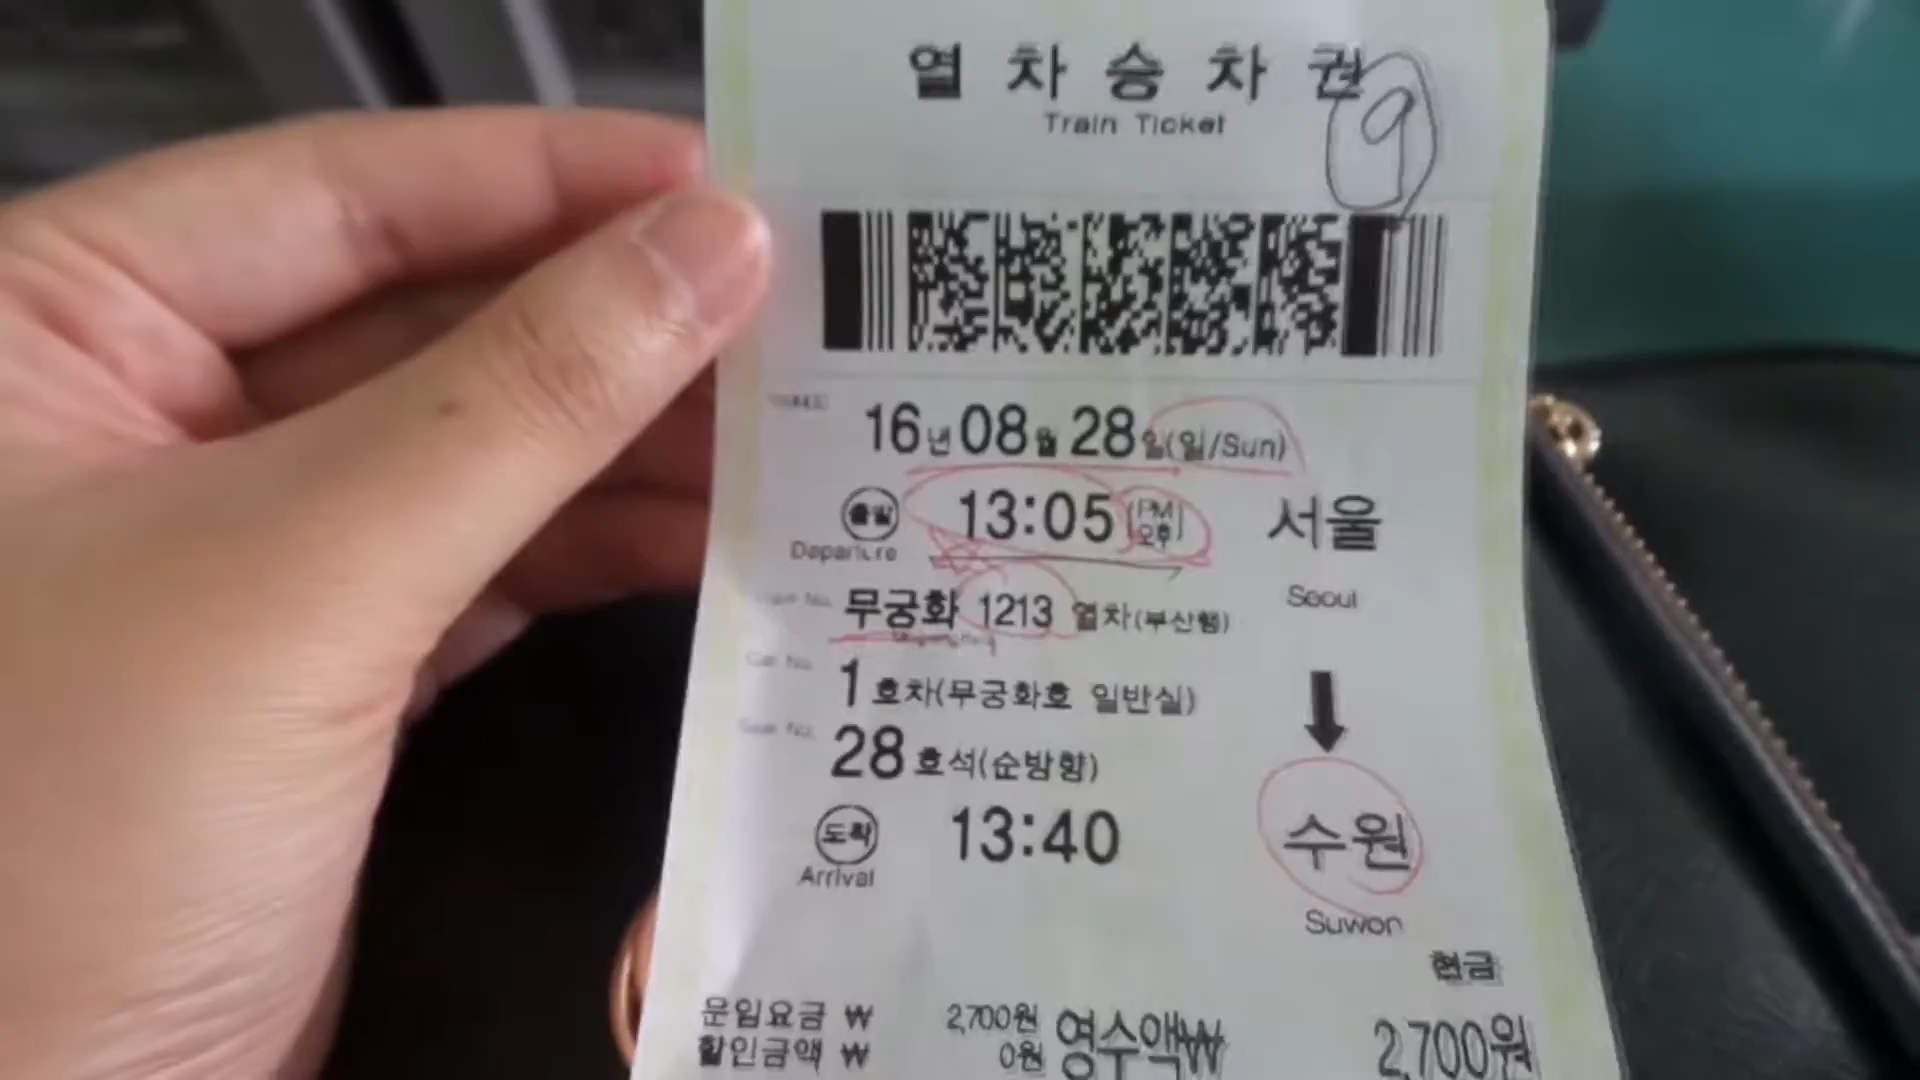 열차승차권
Train Ticket
9
16년 08월 28일(일/Sun)
출발 13:05 (PM 오후) 서울
Departure
Seoul
무궁화 1213 열차(부산행)
Car No.
1 호차(무궁화호 일반실)
28 호석(순방향)
도착 13:40 수원
Arrival
Suwon
현금
운임요금 ₩ 2,700원 영수액₩ 2,700원
할인금액 ₩ 0원